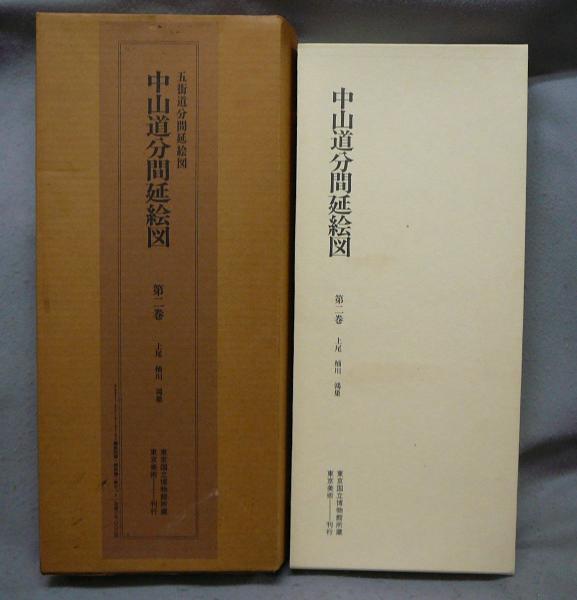 五街道分間延絵図
中山道分間延絵図
第二巻
上尾 桶川 鴻巣
東京国立博物館所蔵
東京美術――刊行
中山道分間延絵図
第二巻
上尾 桶川 鴻巣
東京国立博物館所蔵
東京美術――刊行